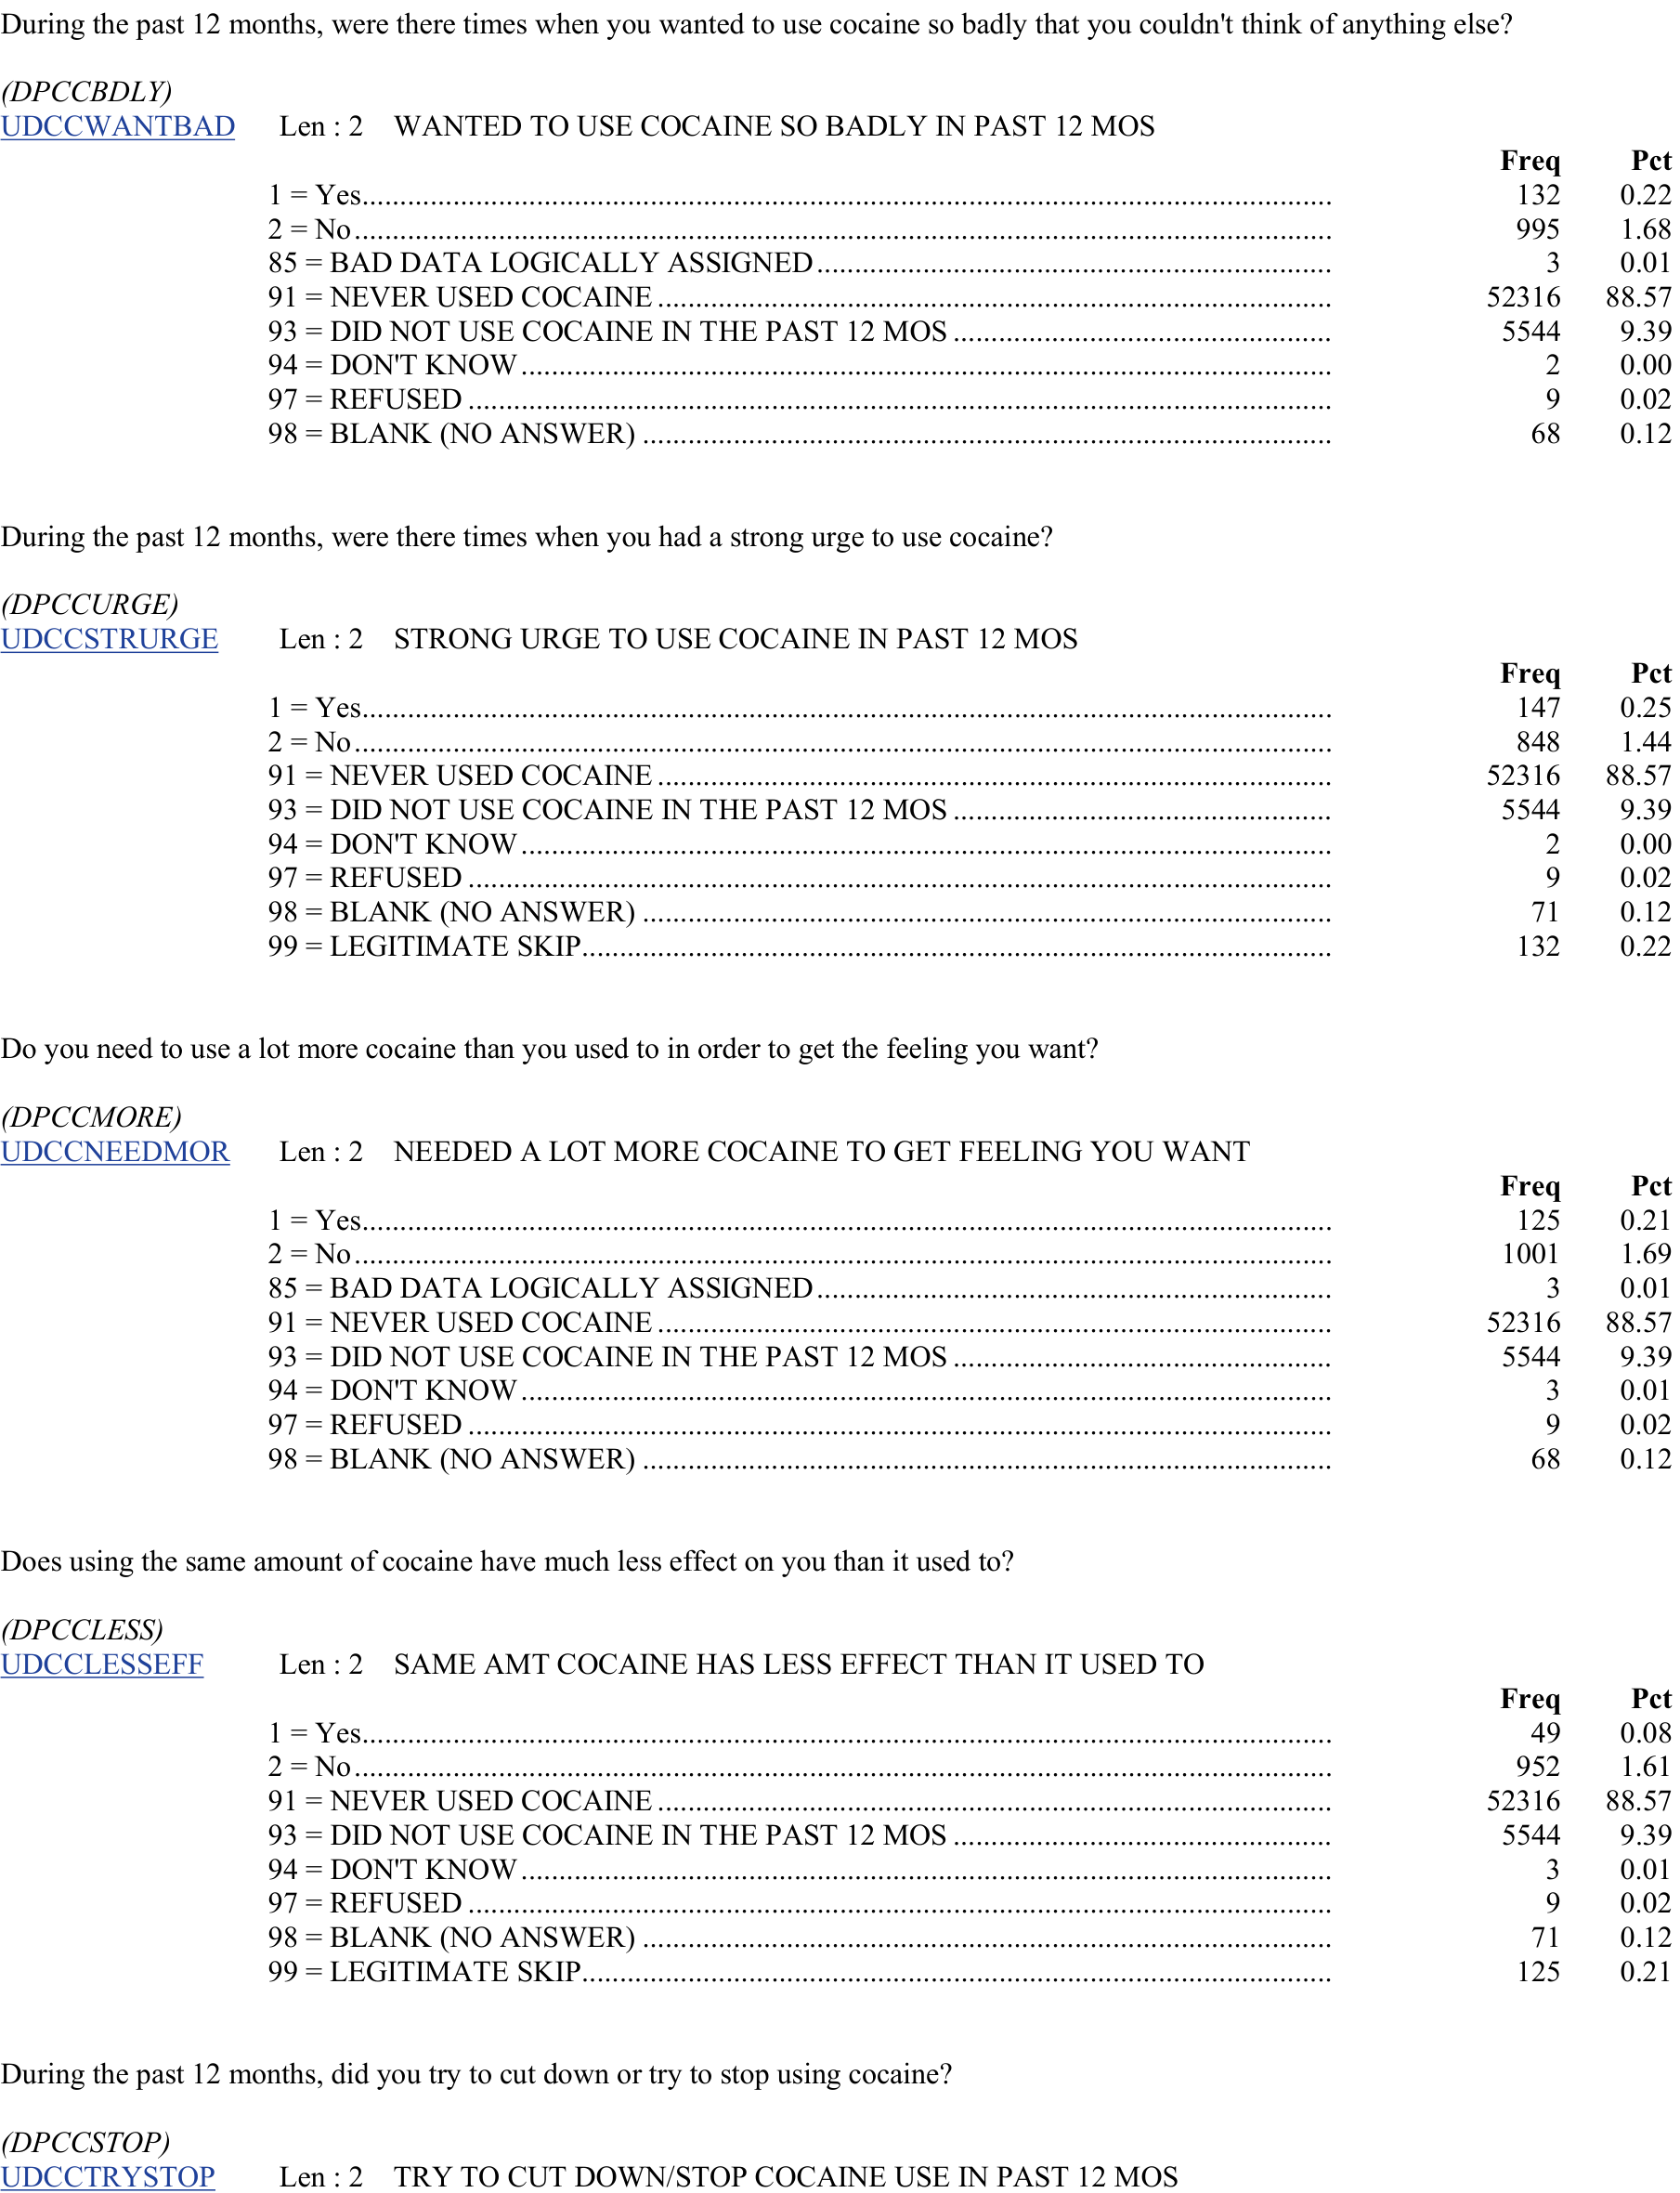 During the past 12 months, were there times when you wanted to use cocaine so badly that you couldn't think of anything else?
(DPCCBDLY)
UDCCWANTBAD Len : 2 WANTED TO USE COCAINE SO BADLY IN PAST 12 MOS
Freq Pct
1 = Yes................................................................ 132 0.22
2 = No................................................................ 995 1.68
85 = BAD DATA LOGICALLY ASSIGNED................................................................ 3 0.01
91 = NEVER USED COCAINE................................................................ 52316 88.57
93 = DID NOT USE COCAINE IN THE PAST 12 MOS................................................................ 5544 9.39
94 = DON'T KNOW................................................................ 2 0.00
97 = REFUSED................................................................ 9 0.02
98 = BLANK (NO ANSWER)................................................................ 68 0.12
During the past 12 months, were there times when you had a strong urge to use cocaine?
(DPCCURGE)
UDCCSTRURGE Len : 2 STRONG URGE TO USE COCAINE IN PAST 12 MOS
Freq Pct
1 = Yes................................................................ 147 0.25
2 = No................................................................ 848 1.44
91 = NEVER USED COCAINE................................................................ 52316 88.57
93 = DID NOT USE COCAINE IN THE PAST 12 MOS................................................................ 5544 9.39
94 = DON'T KNOW................................................................ 2 0.00
97 = REFUSED................................................................ 9 0.02
98 = BLANK (NO ANSWER)................................................................ 71 0.12
99 = LEGITIMATE SKIP................................................................ 132 0.22
Do you need to use a lot more cocaine than you used to in order to get the feeling you want?
(DPCCMORE)
UDCCNEEDMOR Len : 2 NEEDED A LOT MORE COCAINE TO GET FEELING YOU WANT
Freq Pct
1 = Yes................................................................ 125 0.21
2 = No................................................................ 1001 1.69
85 = BAD DATA LOGICALLY ASSIGNED................................................................ 3 0.01
91 = NEVER USED COCAINE................................................................ 52316 88.57
93 = DID NOT USE COCAINE IN THE PAST 12 MOS................................................................ 5544 9.39
94 = DON'T KNOW................................................................ 3 0.01
97 = REFUSED................................................................ 9 0.02
98 = BLANK (NO ANSWER)................................................................ 68 0.12
Does using the same amount of cocaine have much less effect on you than it used to?
(DPCCLESS)
UDCCLESSEFF Len : 2 SAME AMT COCAINE HAS LESS EFFECT THAN IT USED TO
Freq Pct
1 = Yes................................................................ 49 0.08
2 = No................................................................ 952 1.61
91 = NEVER USED COCAINE................................................................ 52316 88.57
93 = DID NOT USE COCAINE IN THE PAST 12 MOS................................................................ 5544 9.39
94 = DON'T KNOW................................................................ 3 0.01
97 = REFUSED................................................................ 9 0.02
98 = BLANK (NO ANSWER)................................................................ 71 0.12
99 = LEGITIMATE SKIP................................................................ 125 0.21
During the past 12 months, did you try to cut down or try to stop using cocaine?
(DPCCSTOP)
UDCCTRYSTOP Len : 2 TRY TO CUT DOWN/STOP COCAINE USE IN PAST 12 MOS